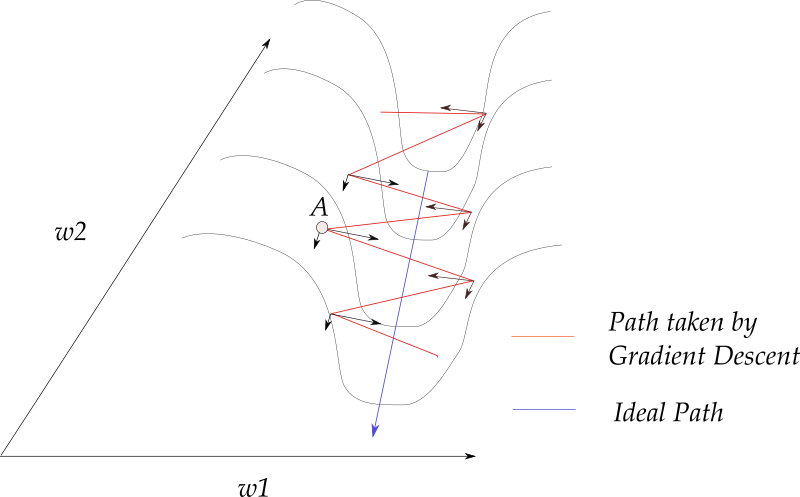 A
w2
Path taken by
Gradient Descent
Ideal Path
w1